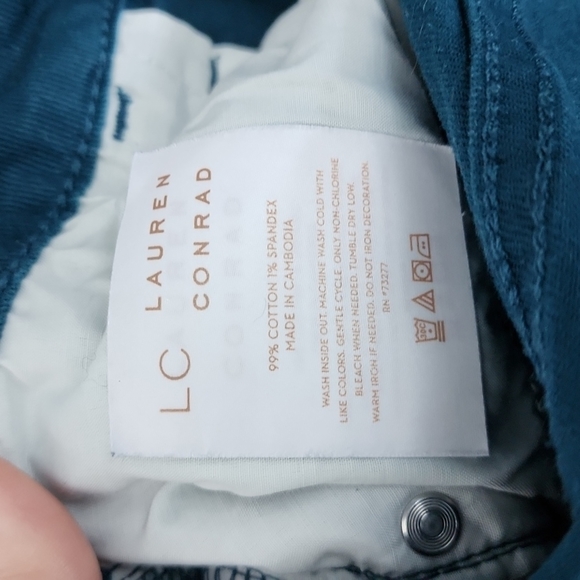 LC
LAUREN
CONRAD
99% COTTON 1% SPANDEX
MADE IN CAMBODIA
WASH INSIDE OUT. MACHINE WASH COLD WITH
LIKE COLORS. GENTLE CYCLE. ONLY NON-CHLORINE
BLEACH WHEN NEEDED. TUMBLE DRY LOW.
WARM IRON IF NEEDED. DO NOT IRON DECORATION.
RN #73277